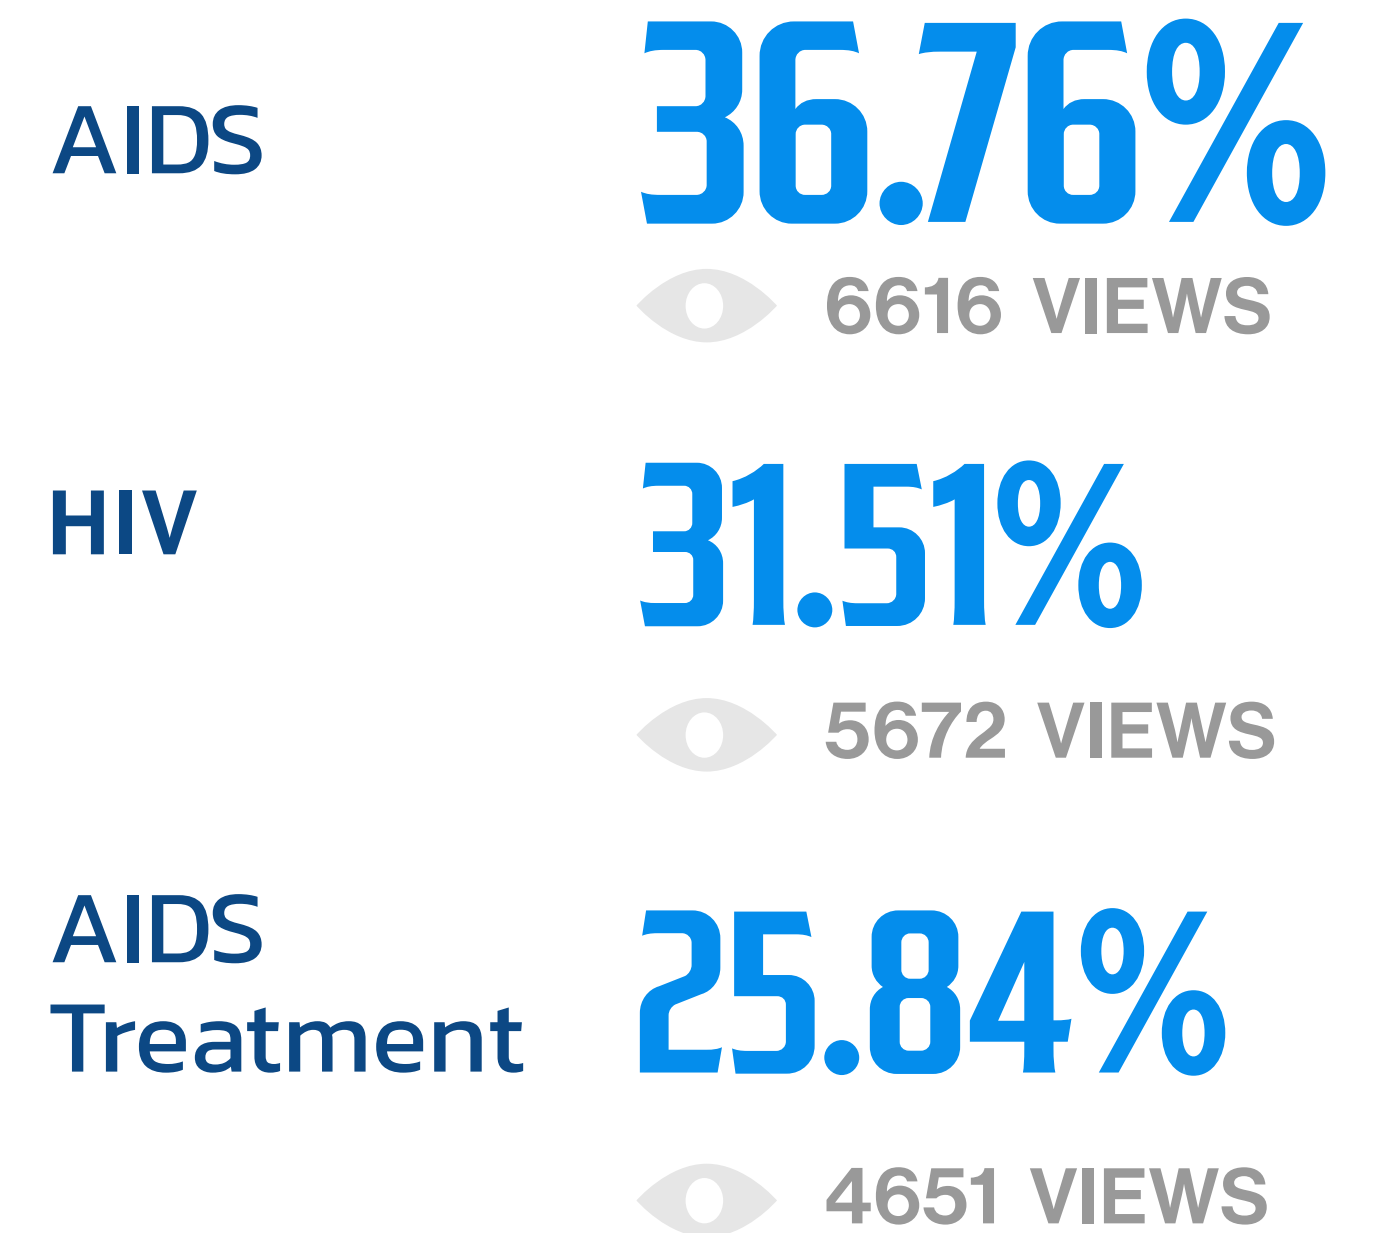 AIDS
36.76%
6616 VIEWS
HIV
31.51%
5672 VIEWS
AIDS
Treatment
25.84%
4651 VIEWS